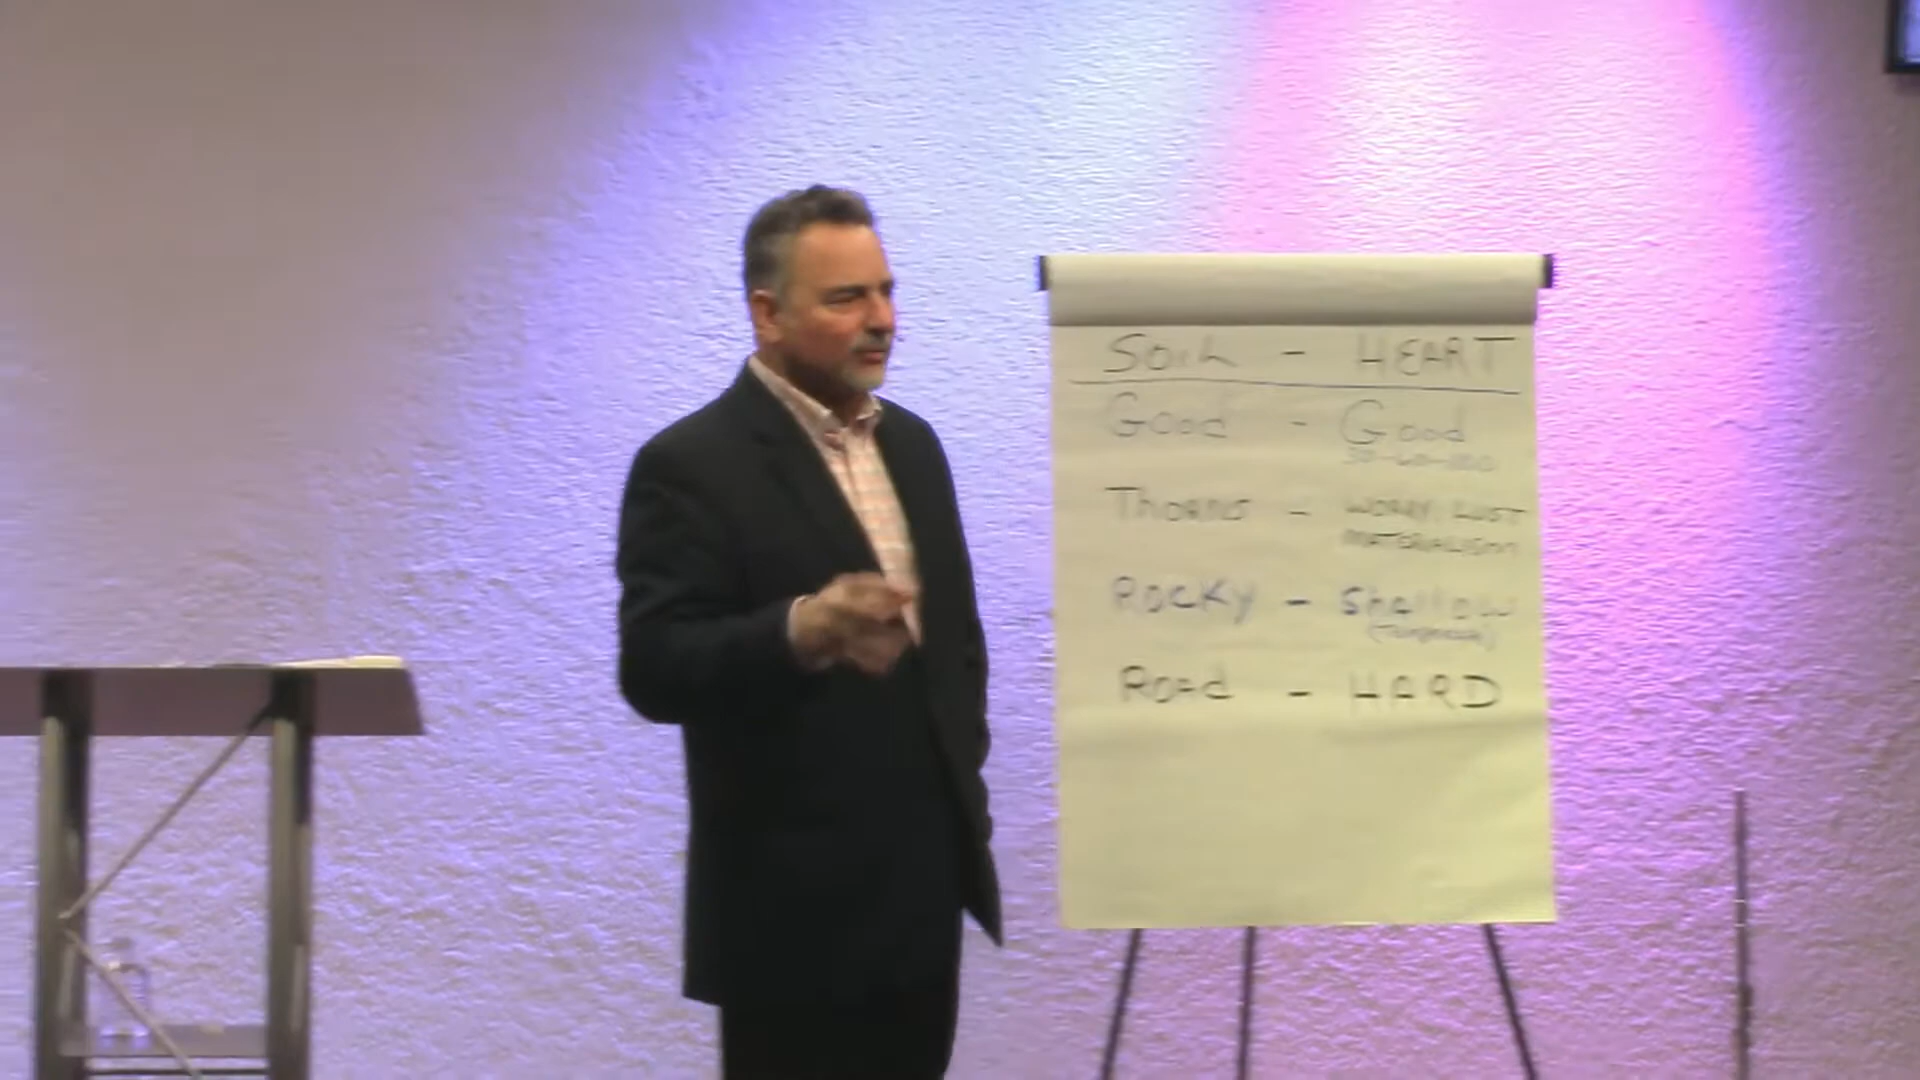 Soil - HEART
Good - Good
30-60-100
Thorns - WORRY, LUST
MATERIALISM
ROCKY - Shallow
Road - HARD